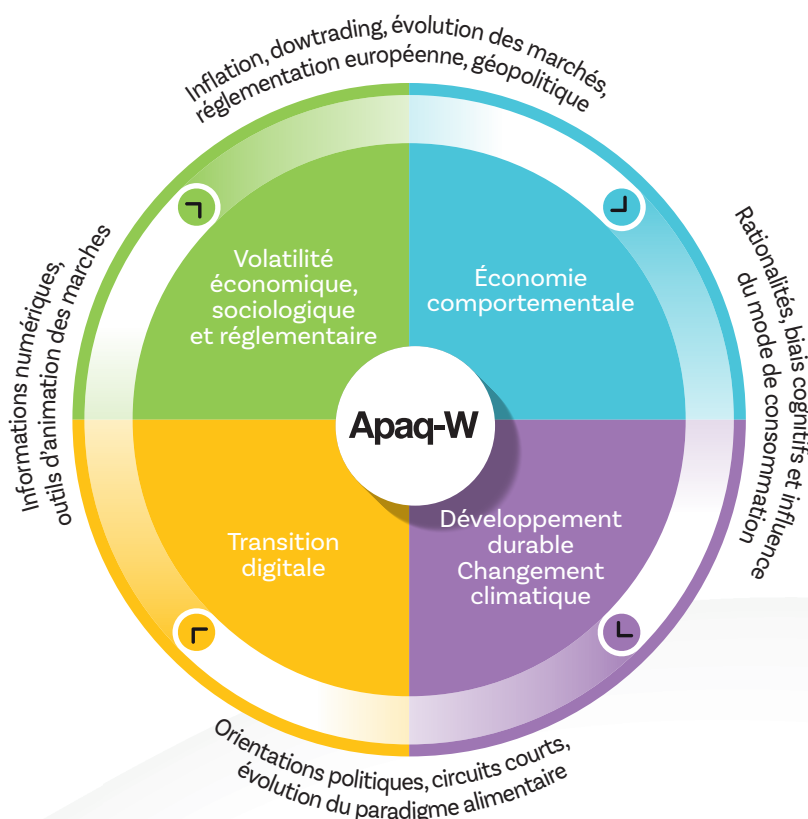 Inflation, dowtrading, évolution des marchés,
réglementation européenne, géopolitique
Rationalités, biais cognitifs et influence
du mode de consommation
Informations numériques,
outils d'animation des marches
Volatilité
économique,
sociologique
et réglementaire
Économie
comportementale
Apaq-W
Transition
digitale
Développement
durable
Changement
climatique
Orientations politiques, circuits courts,
évolution du paradigme alimentaire